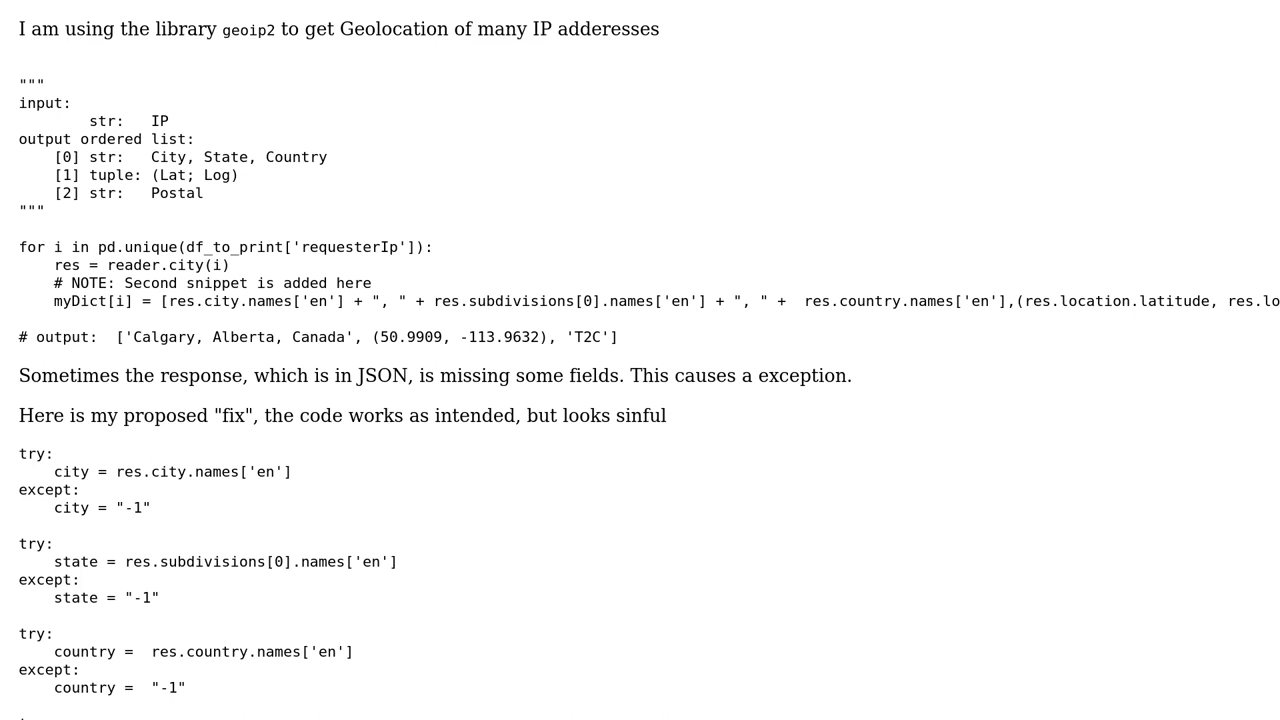 I am using the library geoip2 to get Geolocation of many IP adderesses
"""
input:
        str:   IP
output ordered list:
    [0] str:   City, State, Country
    [1] tuple: (Lat; Log)
    [2] str:   Postal
"""
for i in pd.unique(df_to_print['requesterIp']):
    res = reader.city(i)
    # NOTE: Second snippet is added here
    myDict[i] = [res.city.names['en'] + ", " + res.subdivisions[0].names['en'] + ", " +  res.country.names['en'],(res.location.latitude, res.lo
# output:  ['Calgary, Alberta, Canada', (50.9909, -113.9632), 'T2C']
Sometimes the response, which is in JSON, is missing some fields. This causes a exception.
Here is my proposed "fix", the code works as intended, but looks sinful
try:
    city = res.city.names['en']
except:
    city = "-1"
try:
    state = res.subdivisions[0].names['en']
except:
    state = "-1"
try:
    country =  res.country.names['en']
except:
    country =  "-1"